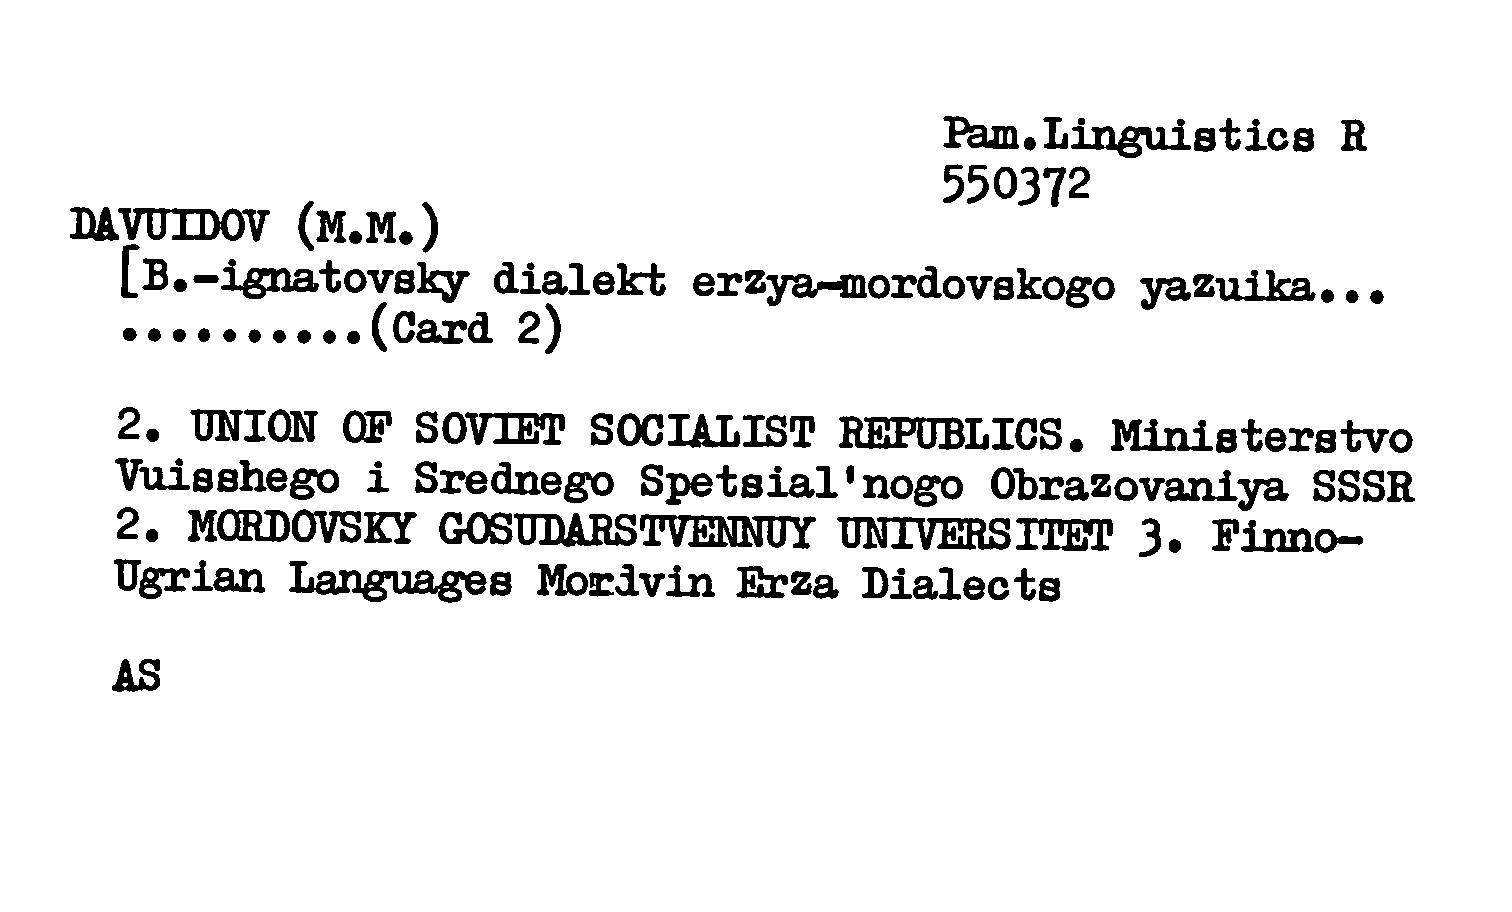 Pam.Linguistics R
550372
DAVUIDOV (M.M.)
[B.-ignatovsky dialekt erzya-mordovskogo yazuika...
..........(Card 2)
2. UNION OF SOVIET SOCIALIST REPUBLICS. Ministerstvo
Vuisshego i Srednego Spetsial'nogo Obrazovaniya SSSR
2. MORDOVSKY GOSUDARSTVENNUY UNIVERSITET 3. Finno-
Ugrian Languages Mordvin Erza Dialects
AS